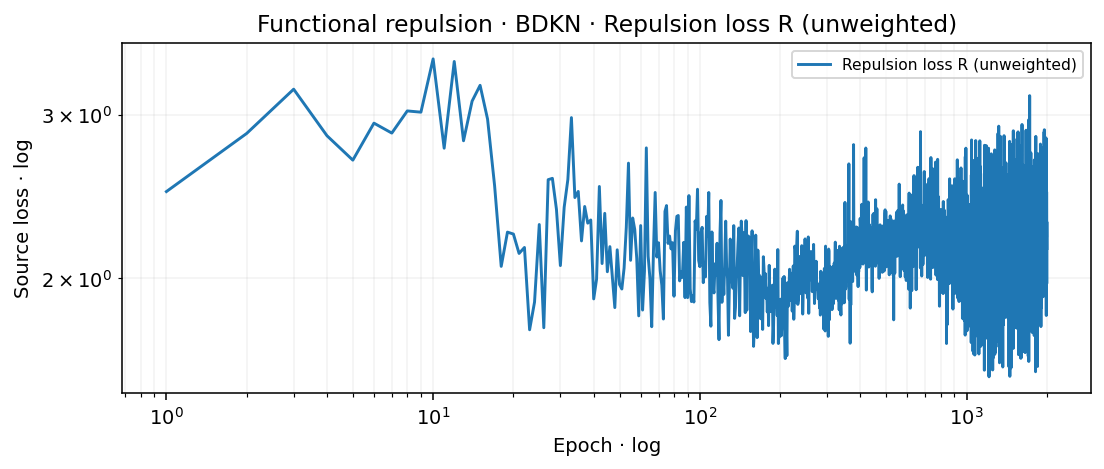 Functional repulsion · BDKN · Repulsion loss R (unweighted)
Repulsion loss R (unweighted)
Source loss · log
3 × 10⁰
2 × 10⁰
10⁰ 10¹ 10² 10³
Epoch · log